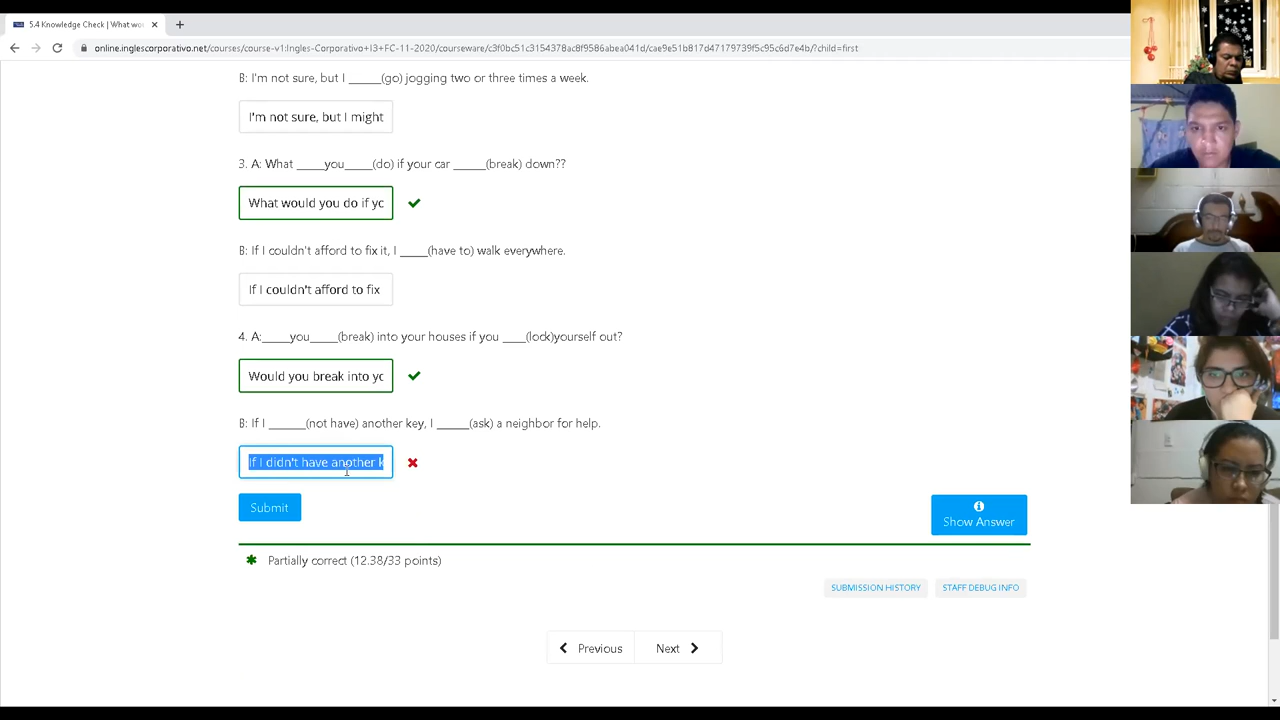 5.4 Knowledge Check | What wo
online.inglescorporativo.net/courses/course-v1:Ingles-Corporativo+I3+FC-11-2020/courseware/c3f0bc51c3154378ac8f9586abea041d/cae9e51b817d47179739f5c95c6d7e4b/?child=first
B: I'm not sure, but I _____(go) jogging two or three times a week.
I'm not sure, but I might
3. A: What ____you____(do) if your car _____(break) down??
What would you do if yo
B: If I couldn't afford to fix it, I ____(have to) walk everywhere.
If I couldn't afford to fix
4. A:____you____(break) into your houses if you ___(lock)yourself out?
Would you break into yo
B: If I ______(not have) another key, I _____(ask) a neighbor for help.
If I didn't have another k
Submit
Show Answer
Partially correct (12.38/33 points)
SUBMISSION HISTORY
STAFF DEBUG INFO
Previous
Next